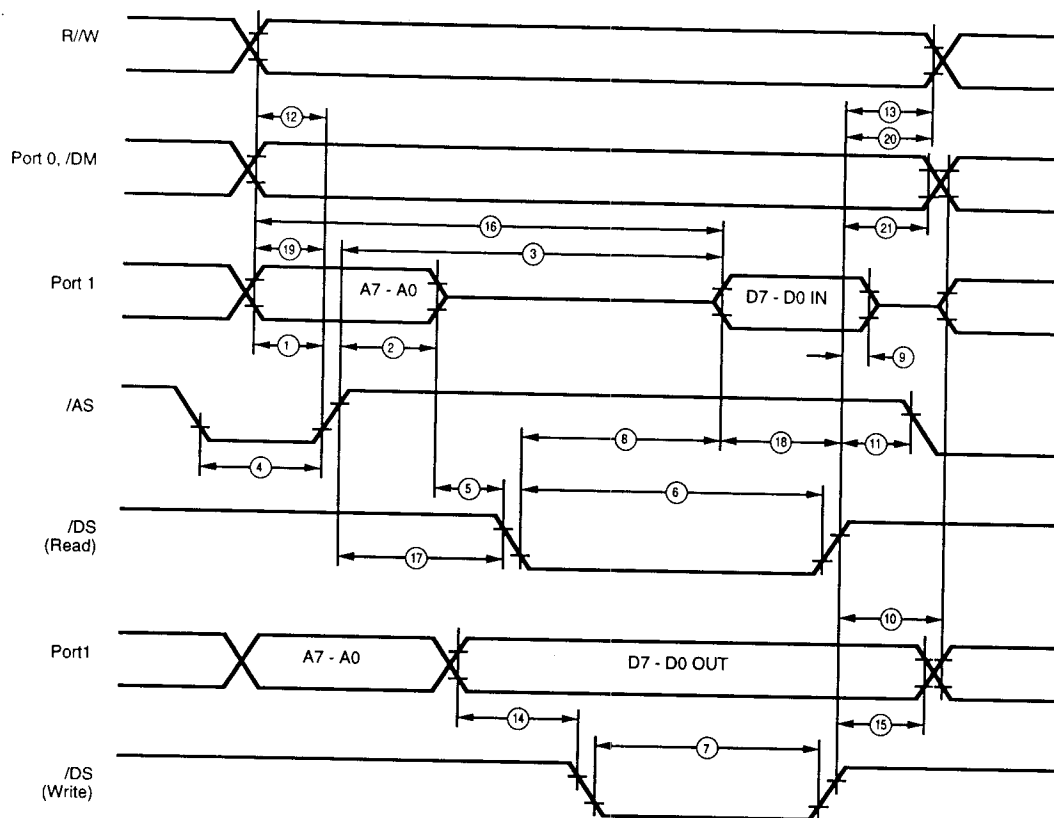 R//W
12
13
20
Port 0, /DM
16
21
19
3
Port 1
A7 - A0
D7 - D0 IN
1
2
9
/AS
8
18
11
4
5
6
/DS
(Read)
17
10
Port1
A7 - A0
D7 - D0 OUT
14
15
7
/DS
(Write)